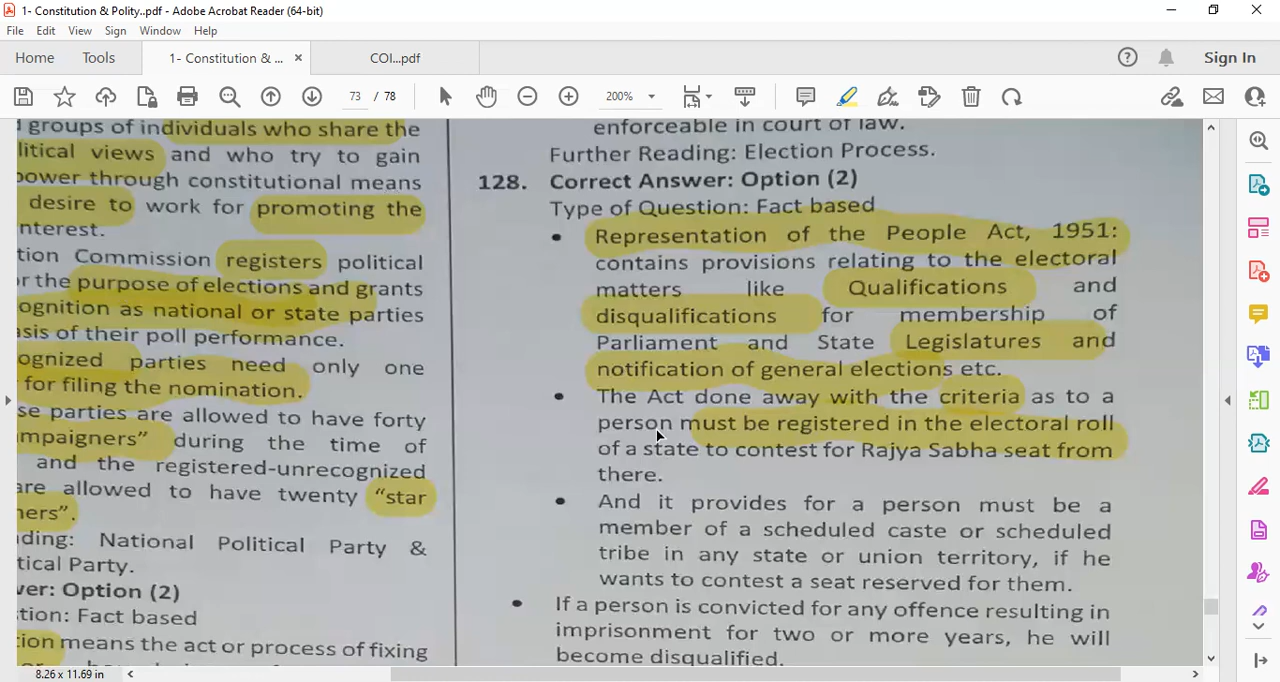 1- Constitution & Polity..pdf - Adobe Acrobat Reader (64-bit)
File Edit View Sign Window Help
Home Tools 1- Constitution & ... × COI...pdf Sign In
73 / 78 200%
groups of individuals who share the
litical views and who try to gain
power through constitutional means
desire to work for promoting the
nterest.
tion Commission registers political
r the purpose of elections and grants
ognition as national or state parties
asis of their poll performance.
ognized parties need only one
for filing the nomination.
se parties are allowed to have forty
mpaigners” during the time of
and the registered-unrecognized
are allowed to have twenty “star
ners”.
ding: National Political Party &
tical Party.
ver: Option (2)
stion: Fact based
tion means the act or process of fixing
enforceable in court of law.
Further Reading: Election Process.
128. Correct Answer: Option (2)
Type of Question: Fact based
• Representation of the People Act, 1951:
contains provisions relating to the electoral
matters like Qualifications and
disqualifications for membership of
Parliament and State Legislatures and
notification of general elections etc.
• The Act done away with the criteria as to a
person must be registered in the electoral roll
of a state to contest for Rajya Sabha seat from
there.
• And it provides for a person must be a
member of a scheduled caste or scheduled
tribe in any state or union territory, if he
wants to contest a seat reserved for them.
• If a person is convicted for any offence resulting in
imprisonment for two or more years, he will
become disqualified.
8.26 x 11.69 in